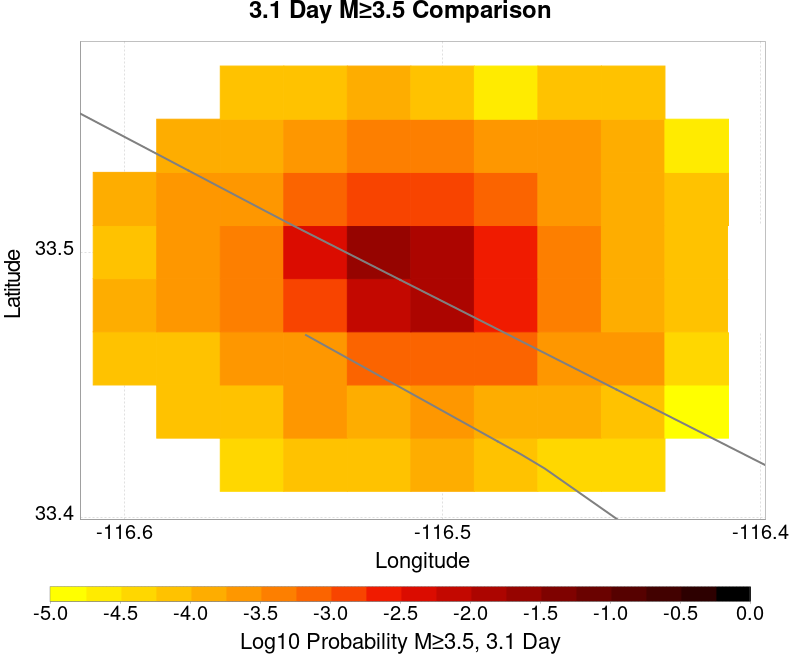 3.1 Day M≥3.5 Comparison
Latitude
33.5
33.4
-116.6 -116.5 -116.4
Longitude
-5.0 -4.5 -4.0 -3.5 -3.0 -2.5 -2.0 -1.5 -1.0 -0.5 0.0
Log10 Probability M≥3.5, 3.1 Day